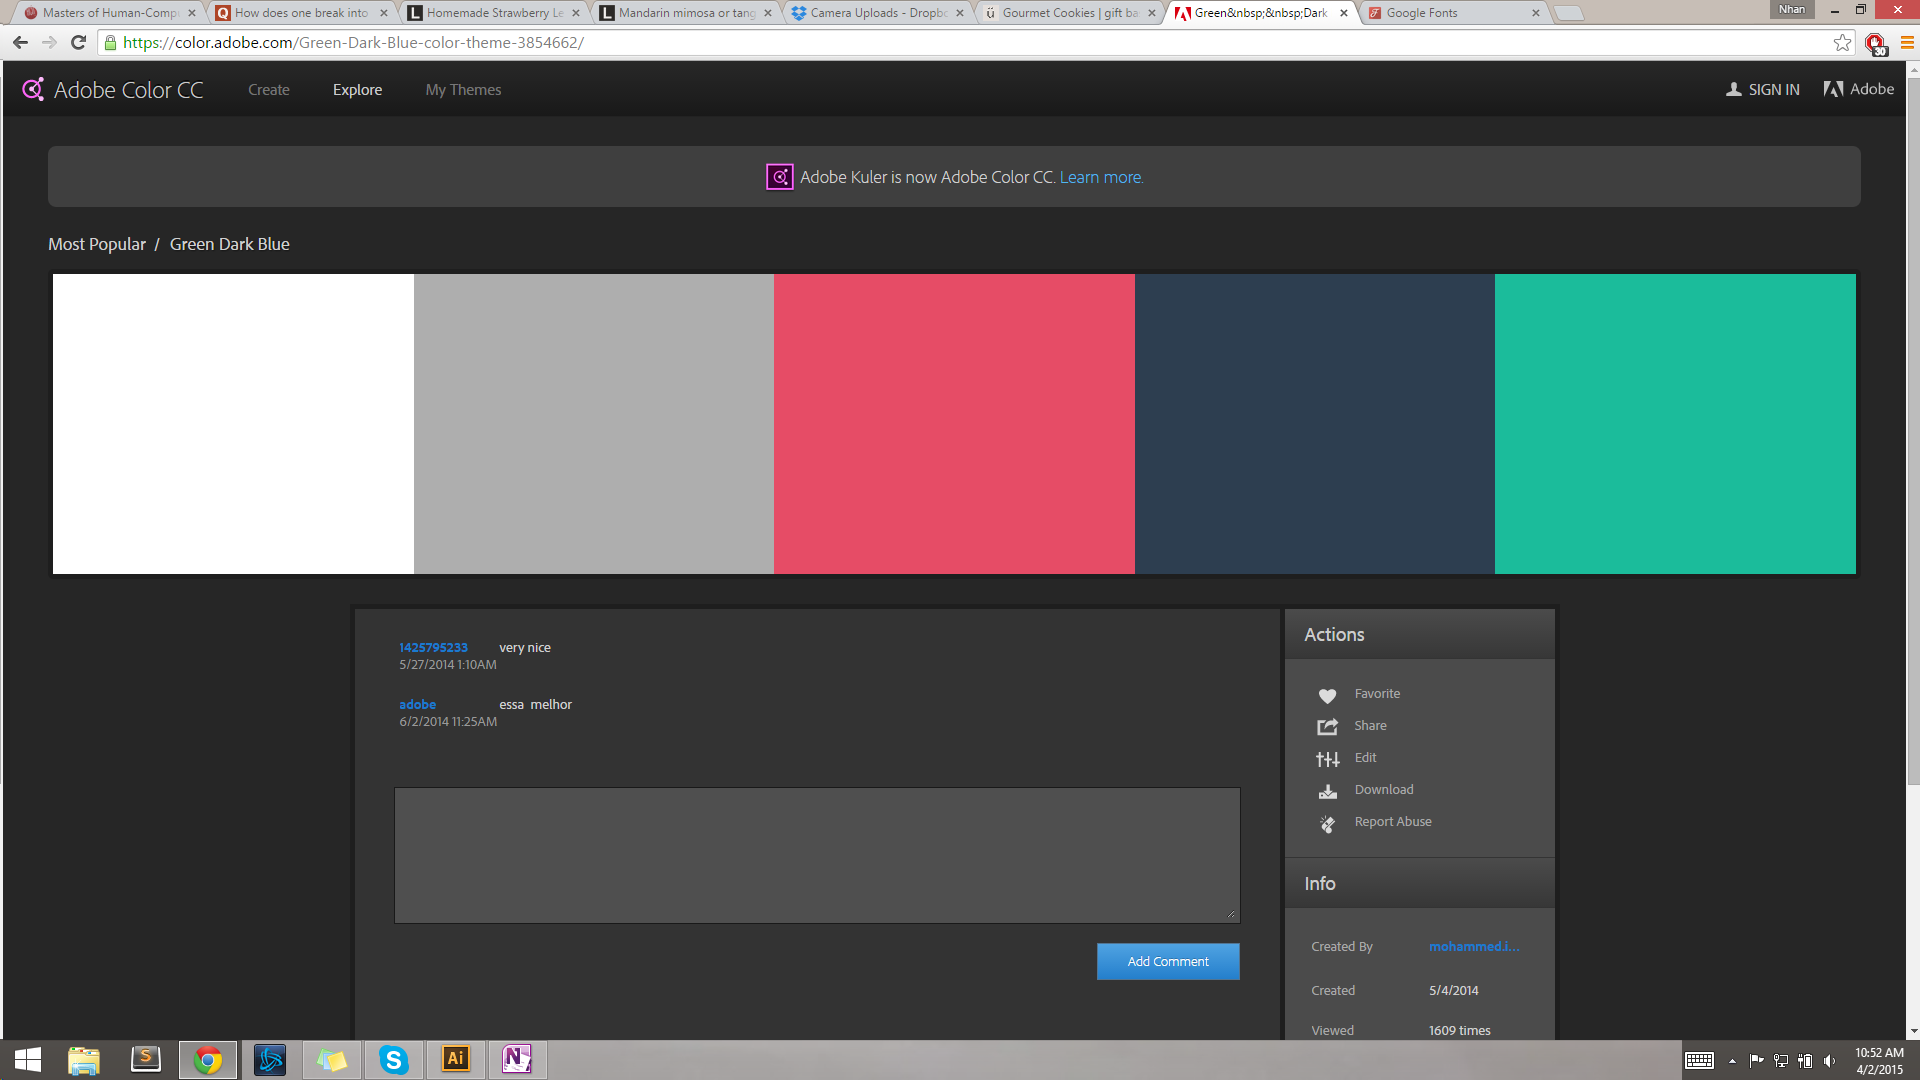 Masters of Human-Comp
How does one break into
Homemade Strawberry Le
Mandarin mimosa or tang
Camera Uploads - Dropbo
Gourmet Cookies | gift ba
Green&nbsp;&nbsp;Dark
Google Fonts
Nhan
https://color.adobe.com/Green-Dark-Blue-color-theme-3854662/
30
Adobe Color CC
Create
Explore
My Themes
SIGN IN
Adobe
Adobe Kuler is now Adobe Color CC. Learn more.
Most Popular / Green Dark Blue
1425795233 very nice
5/27/2014 1:10AM
adobe essa melhor
6/2/2014 11:25AM
Add Comment
Actions
Favorite
Share
Edit
Download
Report Abuse
Info
Created By mohammed.i...
Created 5/4/2014
Viewed 1609 times
10:52 AM
4/2/2015